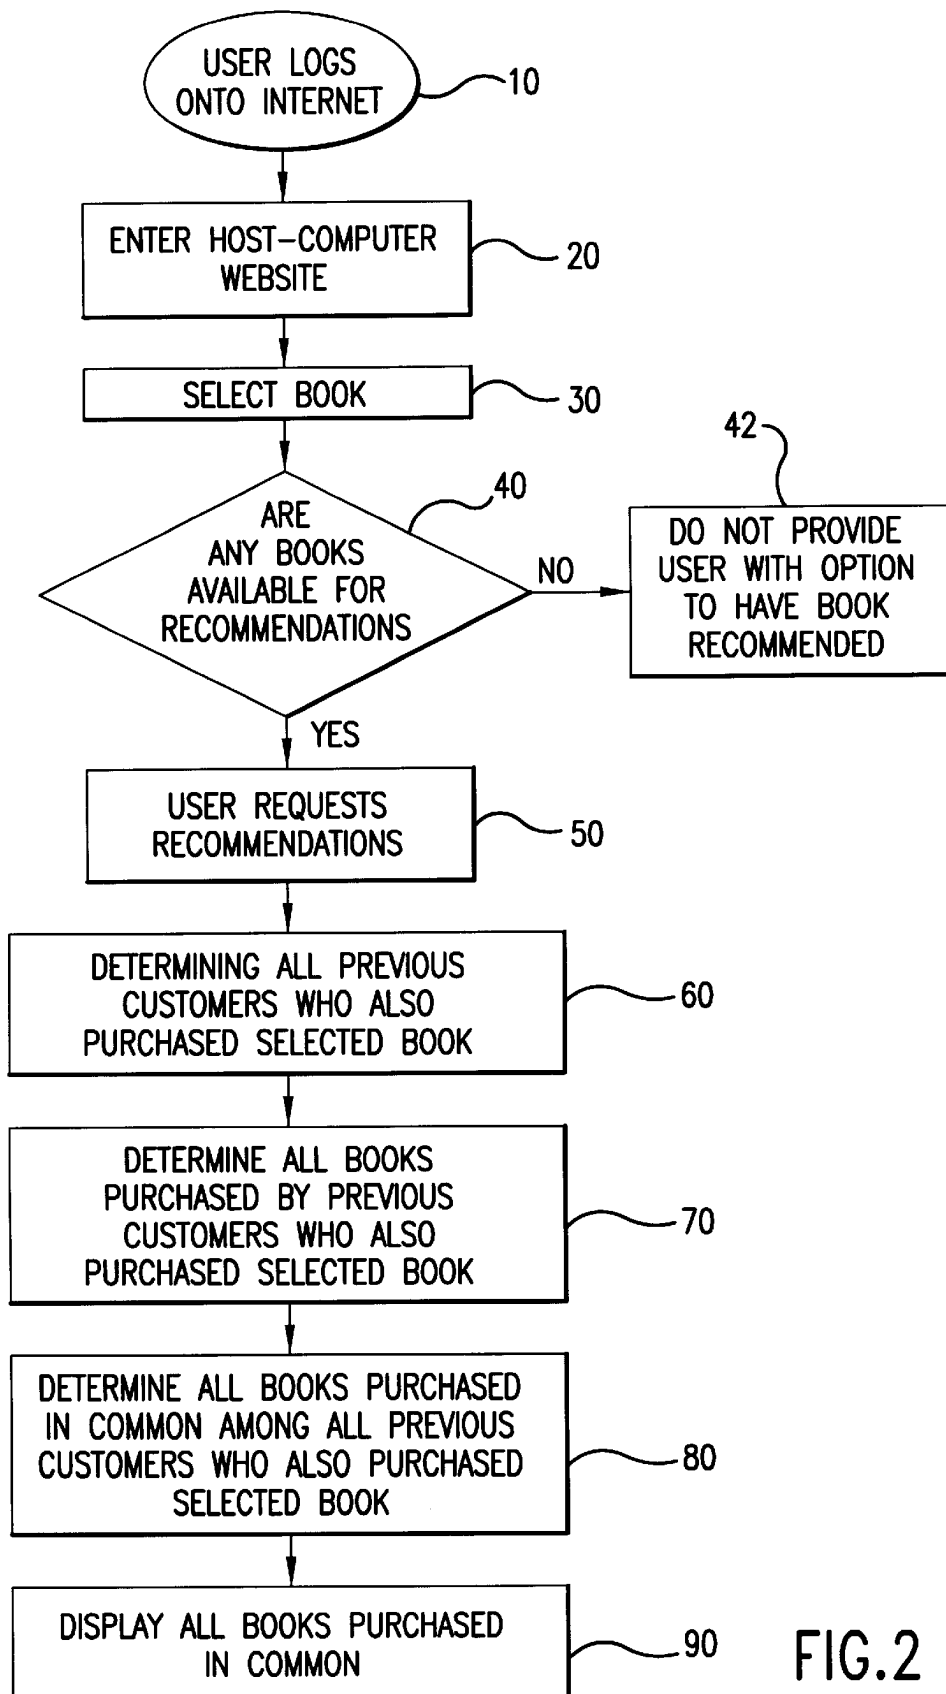 USER LOGS
ONTO INTERNET
10
ENTER HOST-COMPUTER
WEBSITE
20
SELECT BOOK
30
ARE
ANY BOOKS
AVAILABLE FOR
RECOMMENDATIONS
40
NO
42
DO NOT PROVIDE
USER WITH OPTION
TO HAVE BOOK
RECOMMENDED
YES
USER REQUESTS
RECOMMENDATIONS
50
DETERMINING ALL PREVIOUS
CUSTOMERS WHO ALSO
PURCHASED SELECTED BOOK
60
DETERMINE ALL BOOKS
PURCHASED BY PREVIOUS
CUSTOMERS WHO ALSO
PURCHASED SELECTED BOOK
70
DETERMINE ALL BOOKS PURCHASED
IN COMMON AMONG ALL PREVIOUS
CUSTOMERS WHO ALSO PURCHASED
SELECTED BOOK
80
DISPLAY ALL BOOKS PURCHASED
IN COMMON
90
FIG.2